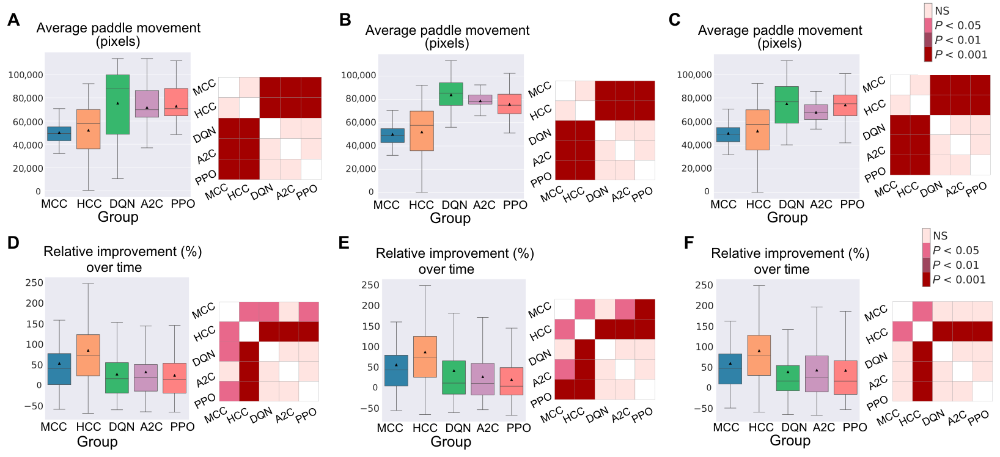 A
Average paddle movement
(pixels)
100,000
80,000
60,000
40,000
20,000
0
MCC HCC DQN A2C PPO
Group
MCC
HCC
DQN
A2C
PPO
MCC HCC DQN A2C PPO
B
Average paddle movement
(pixels)
100,000
80,000
60,000
40,000
20,000
0
MCC HCC DQN A2C PPO
Group
MCC
HCC
DQN
A2C
PPO
MCC HCC DQN A2C PPO
C
Average paddle movement
(pixels)
100,000
80,000
60,000
40,000
20,000
0
MCC HCC DQN A2C PPO
Group
NS
P < 0.05
P < 0.01
P < 0.001
MCC
HCC
DQN
A2C
PPO
MCC HCC DQN A2C PPO
D
Relative improvement (%)
over time
250
200
150
100
50
0
−50
MCC HCC DQN A2C PPO
Group
MCC
HCC
DQN
A2C
PPO
MCC HCC DQN A2C PPO
E
Relative improvement (%)
over time
250
200
150
100
50
0
−50
MCC HCC DQN A2C PPO
Group
MCC
HCC
DQN
A2C
PPO
MCC HCC DQN A2C PPO
F
Relative improvement (%)
over time
250
200
150
100
50
0
−50
MCC HCC DQN A2C PPO
Group
NS
P < 0.05
P < 0.01
P < 0.001
MCC
HCC
DQN
A2C
PPO
MCC HCC DQN A2C PPO